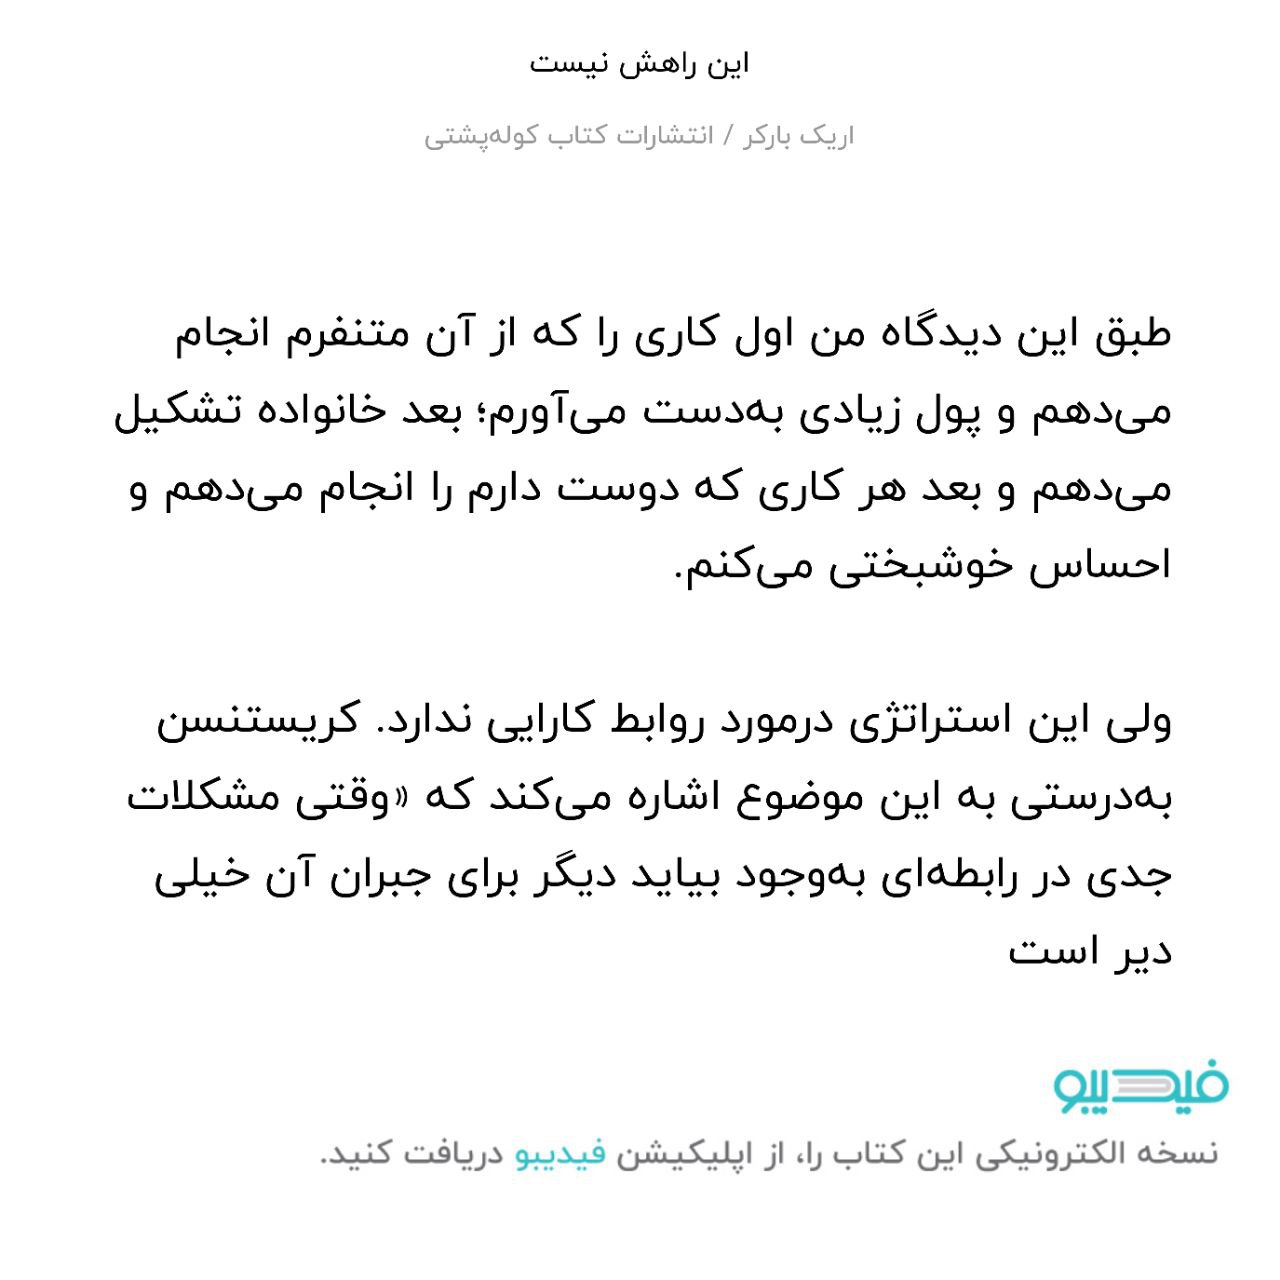 این راهش نیست
اریک بارکر / انتشارات کتاب کوله‌پشتی
طبق این دیدگاه من اول کاری را که از آن متنفرم انجام
می‌دهم و پول زیادی به‌دست می‌آورم؛ بعد خانواده تشکیل
می‌دهم و بعد هر کاری که دوست دارم را انجام می‌دهم و
احساس خوشبختی می‌کنم.
ولی این استراتژی درمورد روابط کارایی ندارد. کریستنسن
به‌درستی به این موضوع اشاره می‌کند که «وقتی مشکلات
جدی در رابطه‌ای به‌وجود بیاید دیگر برای جبران آن خیلی
دیر است
فیدیبو
نسخه الکترونیکی این کتاب را، از اپلیکیشن فیدیبو دریافت کنید.